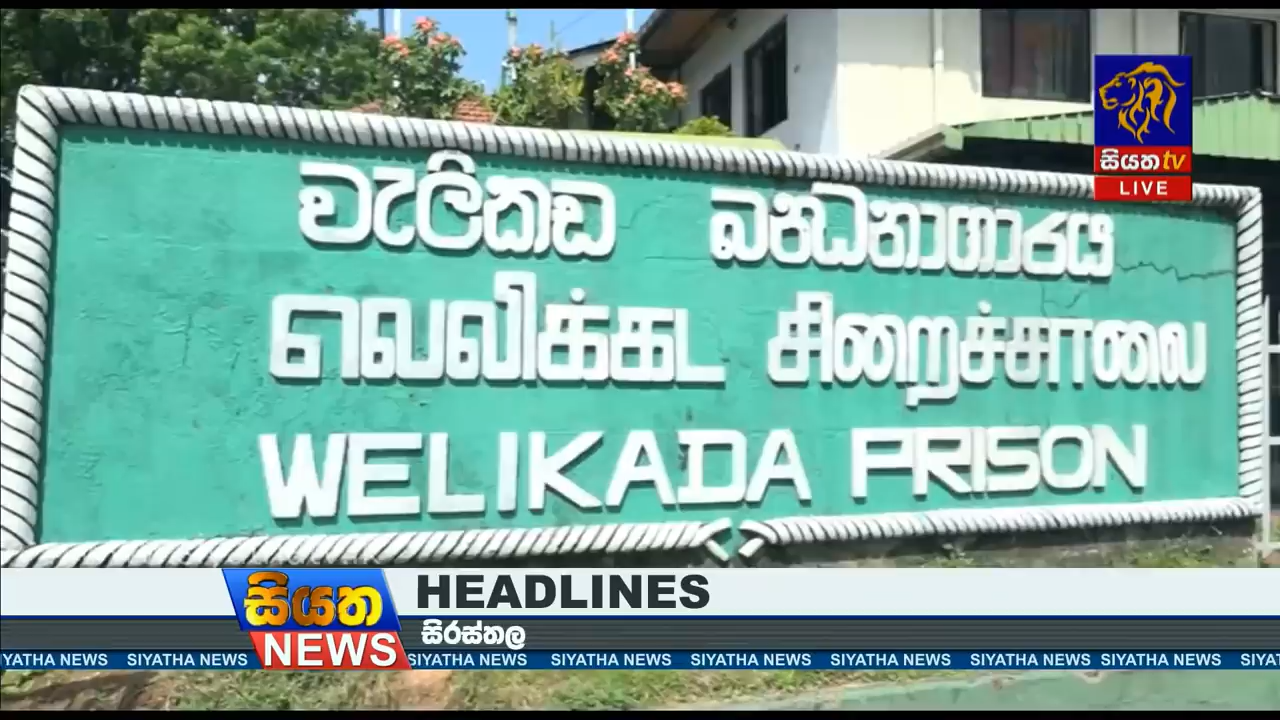 සියත tv
LIVE
වැලිකඩ බන්ධනාගාරය
வெலிக்கட சிறைச்சாலை
WELIKADA PRISON
සියත
NEWS
HEADLINES
සිරස්තල
SIYATHA NEWS SIYATHA NEWS SIYATHA NEWS SIYATHA NEWS SIYATHA NEWS SIYATHA NEWS SIYATHA NEWS SIYATHA NEWS